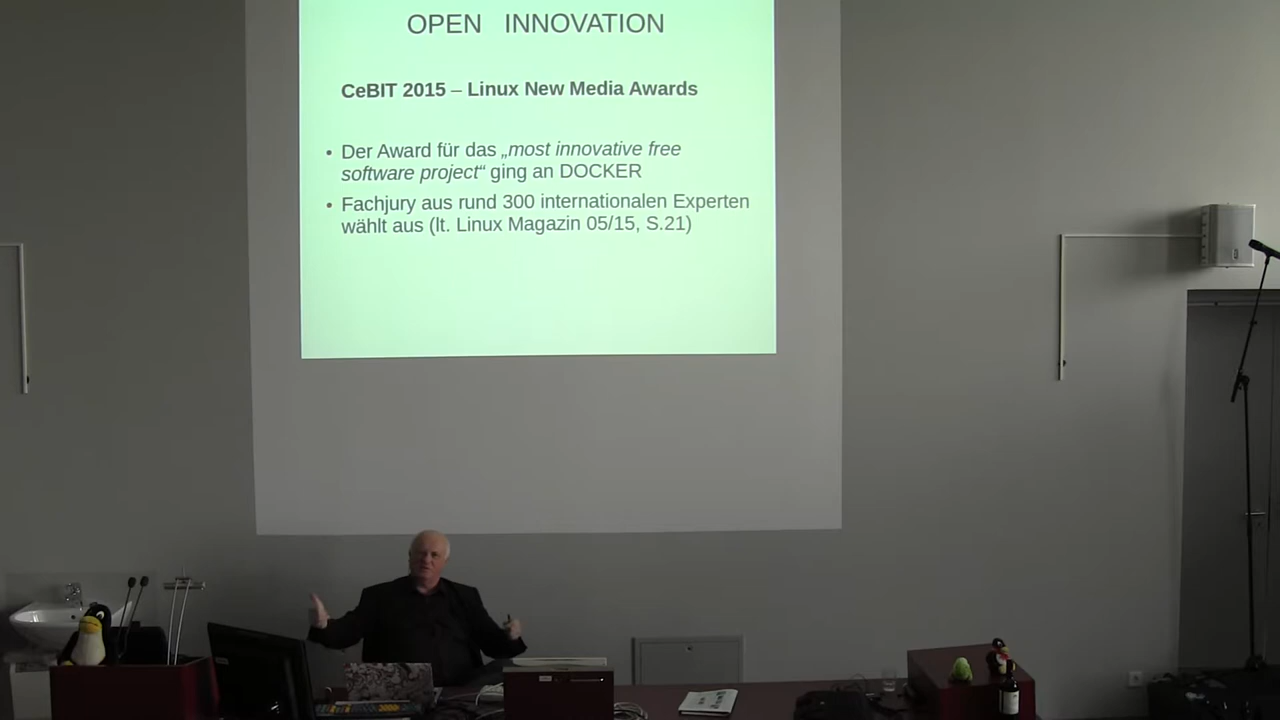 OPEN INNOVATION
CeBIT 2015 – Linux New Media Awards
• Der Award für das „most innovative free
software project“ ging an DOCKER
• Fachjury aus rund 300 internationalen Experten
wählt aus (lt. Linux Magazin 05/15, S.21)